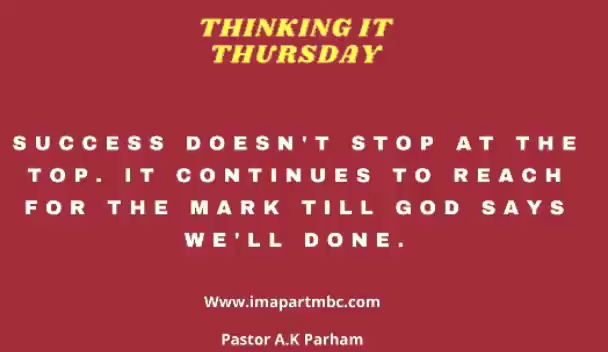 THINKING IT
THURSDAY
SUCCESS DOESN'T STOP AT THE
TOP. IT CONTINUES TO REACH
FOR THE MARK TILL GOD SAYS
WE'LL DONE.
Www.imapartmbc.com
Pastor A.K Parham